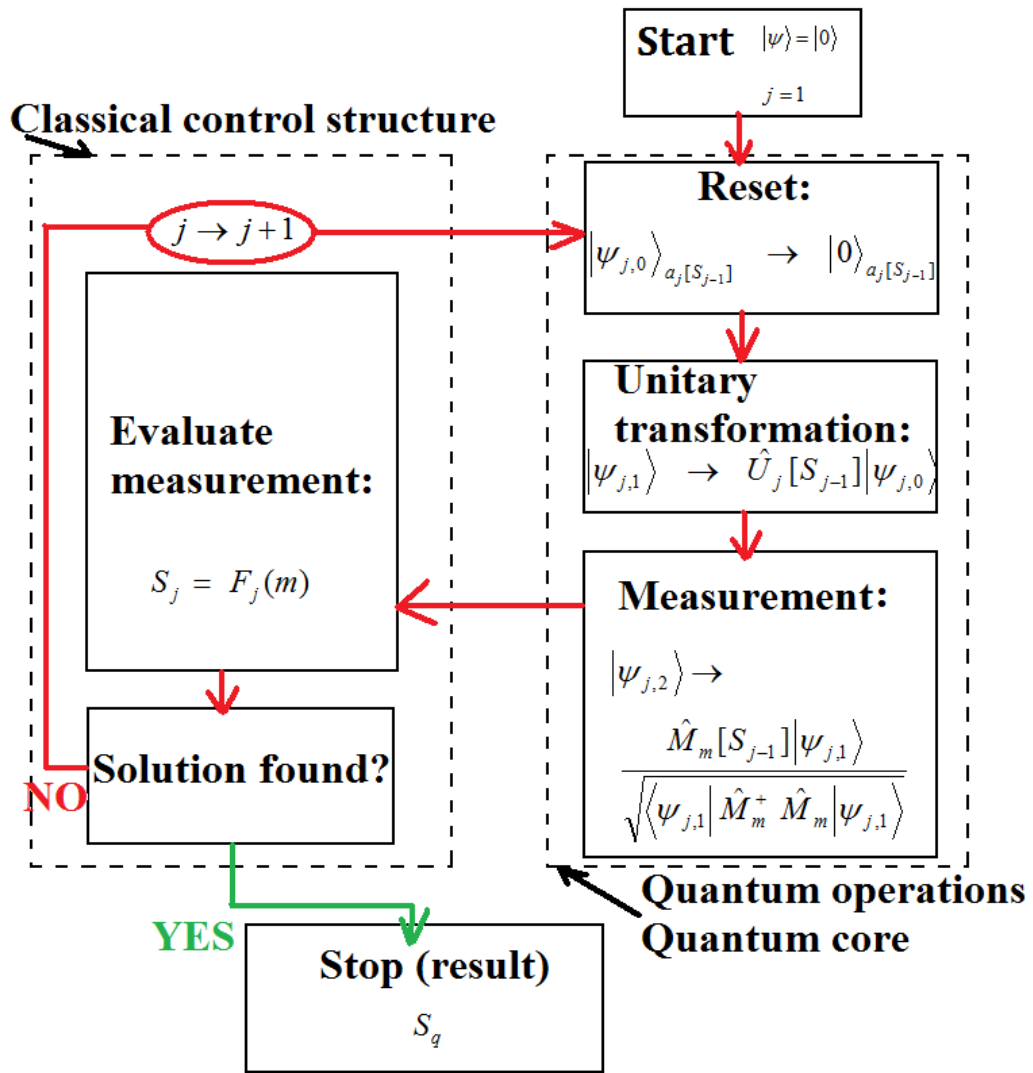 Start |ψ⟩=|0⟩
j=1
Classical control structure
Reset:
|ψ_{j,0}⟩_{a_j[S_{j-1}]} → |0⟩_{a_j[S_{j-1}]}
j → j+1
Unitary
transformation:
|ψ_{j,1}⟩ → Û_j[S_{j-1}]|ψ_{j,0}⟩
Evaluate
measurement:
S_j = F_j(m)
Measurement:
|ψ_{j,2}⟩→
M̂_m[S_{j-1}]|ψ_{j,1}⟩
√⟨ψ_{j,1}|M̂_m^+ M̂_m|ψ_{j,1}⟩
Solution found?
NO
Quantum operations
Quantum core
YES
Stop (result)
S_q